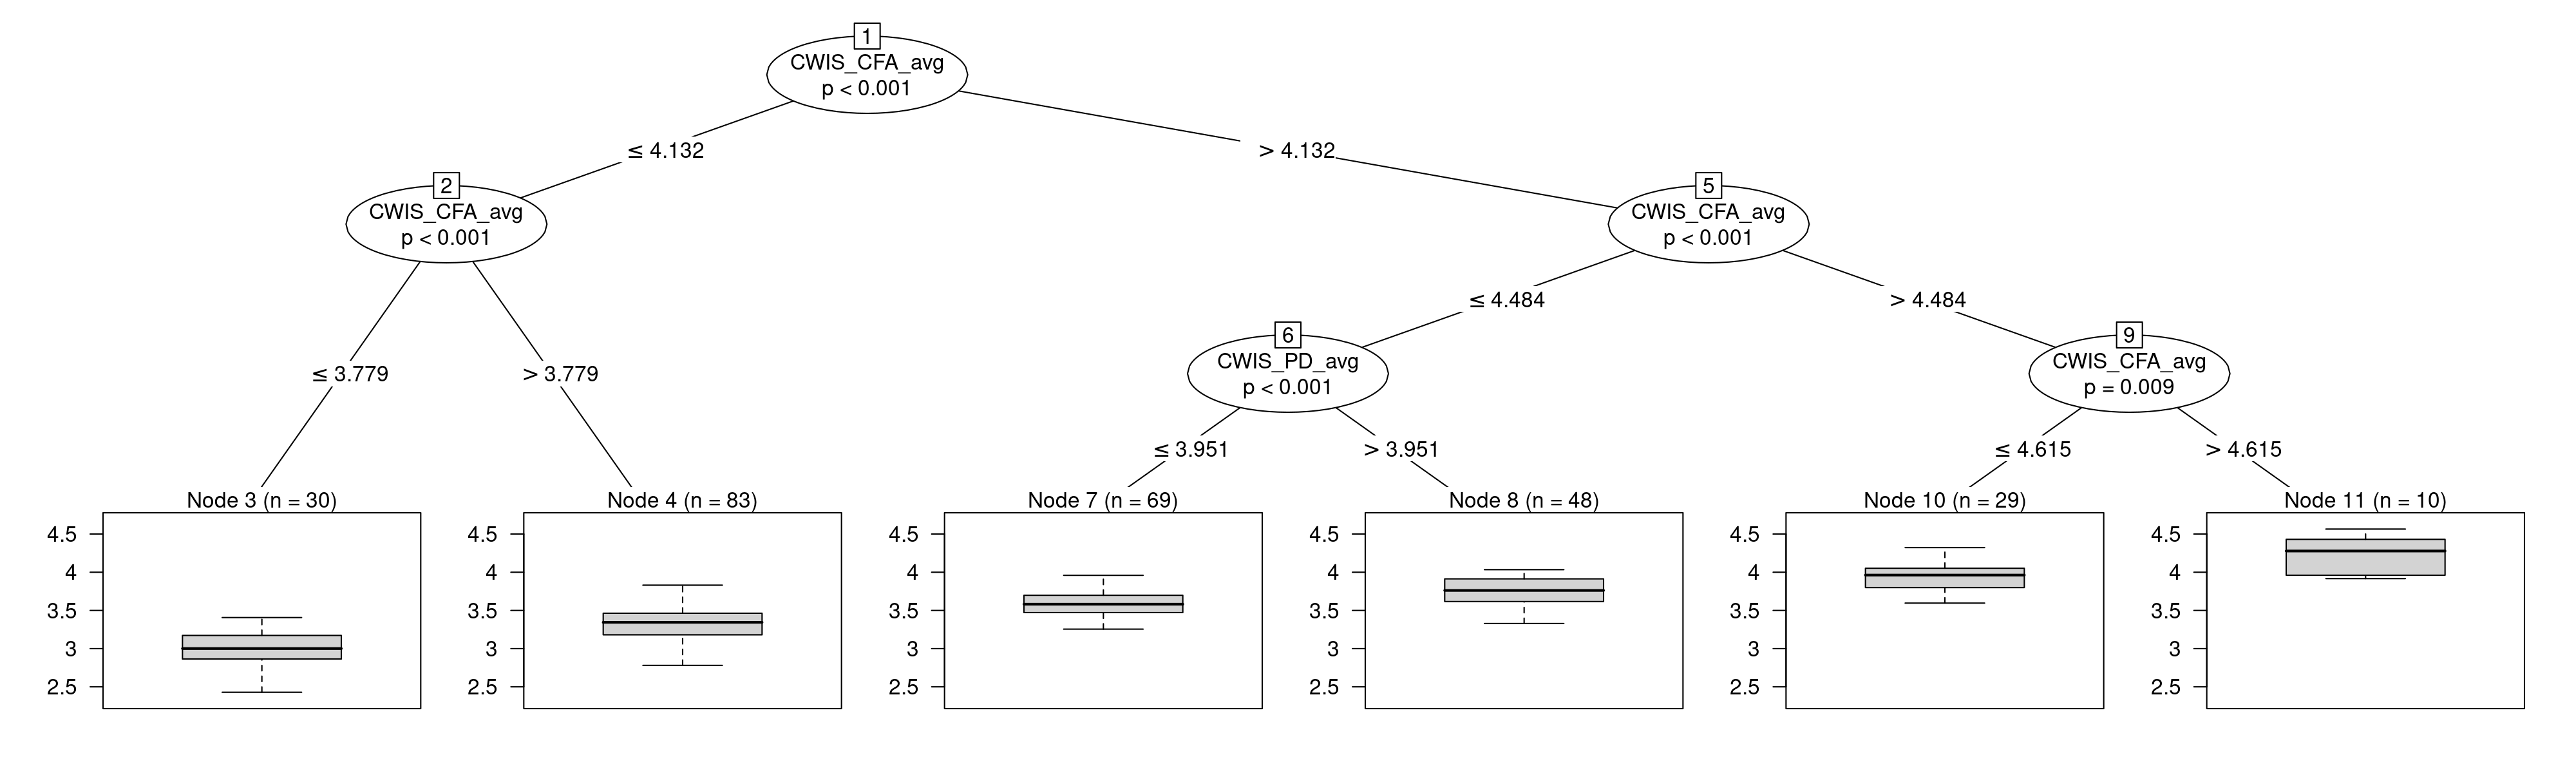 1
CWIS_CFA_avg
p < 0.001
≤ 4.132
> 4.132
2
CWIS_CFA_avg
p < 0.001
5
CWIS_CFA_avg
p < 0.001
≤ 4.484
> 4.484
≤ 3.779
> 3.779
6
CWIS_PD_avg
p < 0.001
9
CWIS_CFA_avg
p = 0.009
≤ 3.951
> 3.951
≤ 4.615
> 4.615
Node 3 (n = 30)
4.5
4
3.5
3
2.5
Node 4 (n = 83)
4.5
4
3.5
3
2.5
Node 7 (n = 69)
4.5
4
3.5
3
2.5
Node 8 (n = 48)
4.5
4
3.5
3
2.5
Node 10 (n = 29)
4.5
4
3.5
3
2.5
Node 11 (n = 10)
4.5
4
3.5
3
2.5